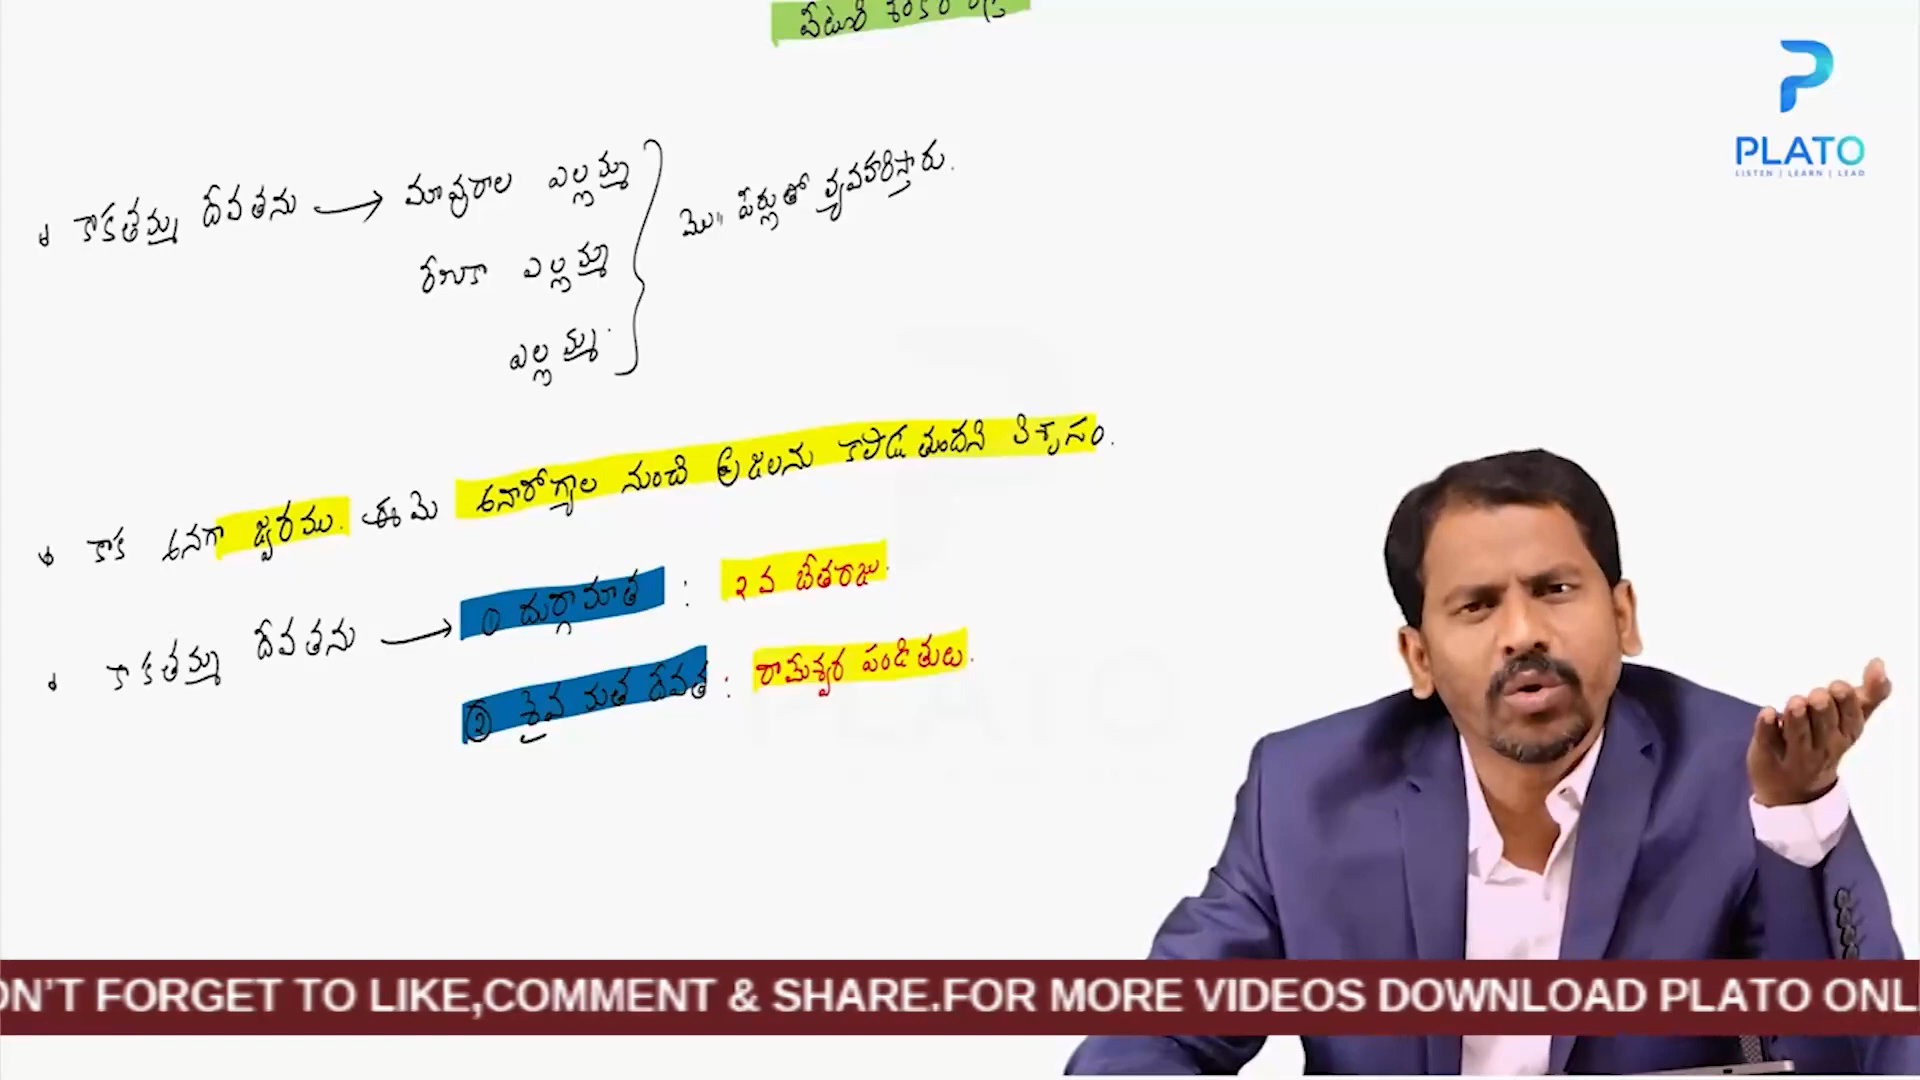 వేటూరి
PLATO
LISTEN | LEARN | LEAD
కాకతమ్మ దేవతను → మావురాల ఎల్లమ్మ
రేణుకా ఎల్లమ్మ
ఎల్లమ్మ.
మొ॥ పేర్లుతో వ్యవహరిస్తారు.
కాక అనగా జ్వరము. ఈమె అనారోగ్యాల నుంచి ప్రజలను కాపాడుతుందని విశ్వాసం.
కాకతమ్మ దేవతను → ① దుర్గామాత : 2వ బేతరాజు.
② శైవ మత దేవత : రామేశ్వర పండితులు.
ON'T FORGET TO LIKE,COMMENT & SHARE.FOR MORE VIDEOS DOWNLOAD PLATO ONL